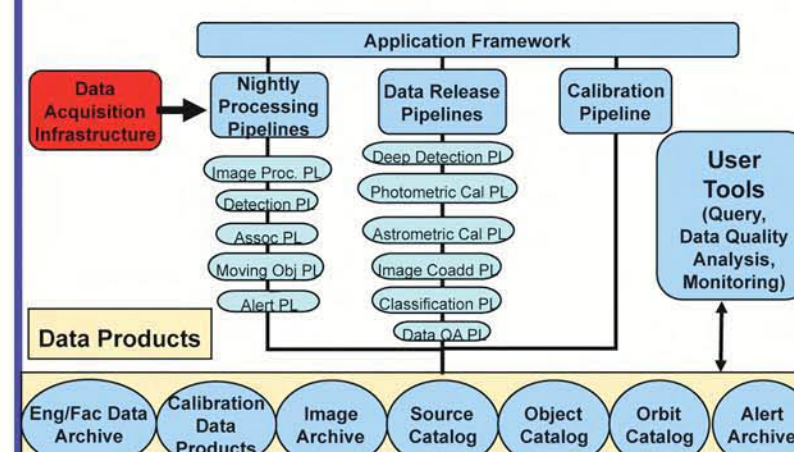 Application Framework
Data
Acquisition
Infrastructure
Nightly
Processing
Pipelines
Data Release
Pipelines
Calibration
Pipeline
Image Proc. PL
Detection PL
Assoc PL
Moving Obj PL
Alert PL
Deep Detection PL
Photometric Cal PL
Astrometric Cal PL
Image Coadd PL
Classification PL
Data QA PL
User
Tools
(Query,
Data Quality
Analysis,
Monitoring)
Data Products
Eng/Fac Data
Archive
Calibration
Data
Products
Image
Archive
Source
Catalog
Object
Catalog
Orbit
Catalog
Alert
Archive